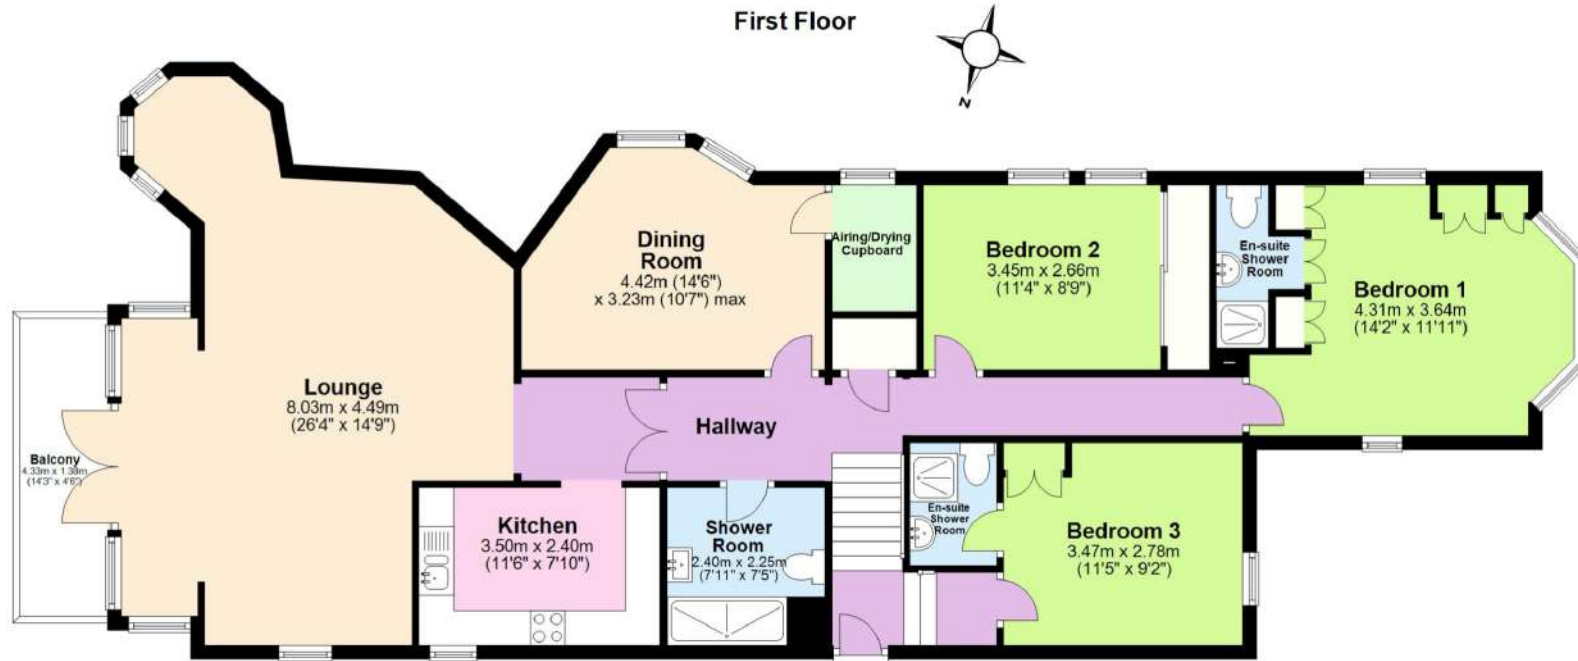 First Floor
N
Dining
Room
4.42m (14'6")
x 3.23m (10'7") max
Airing/Drying
Cupboard
Bedroom 2
3.45m x 2.66m
(11'4" x 8'9")
En-suite
Shower
Room
Bedroom 1
4.31m x 3.64m
(14'2" x 11'11")
Lounge
8.03m x 4.49m
(26'4" x 14'9")
Hallway
Balcony
4.33m x 1.38m
(14'3" x 4'6")
Kitchen
3.50m x 2.40m
(11'6" x 7'10")
Shower
Room
2.40m x 2.25m
(7'11" x 7'5")
En-suite
Shower
Room
Bedroom 3
3.47m x 2.78m
(11'5" x 9'2")